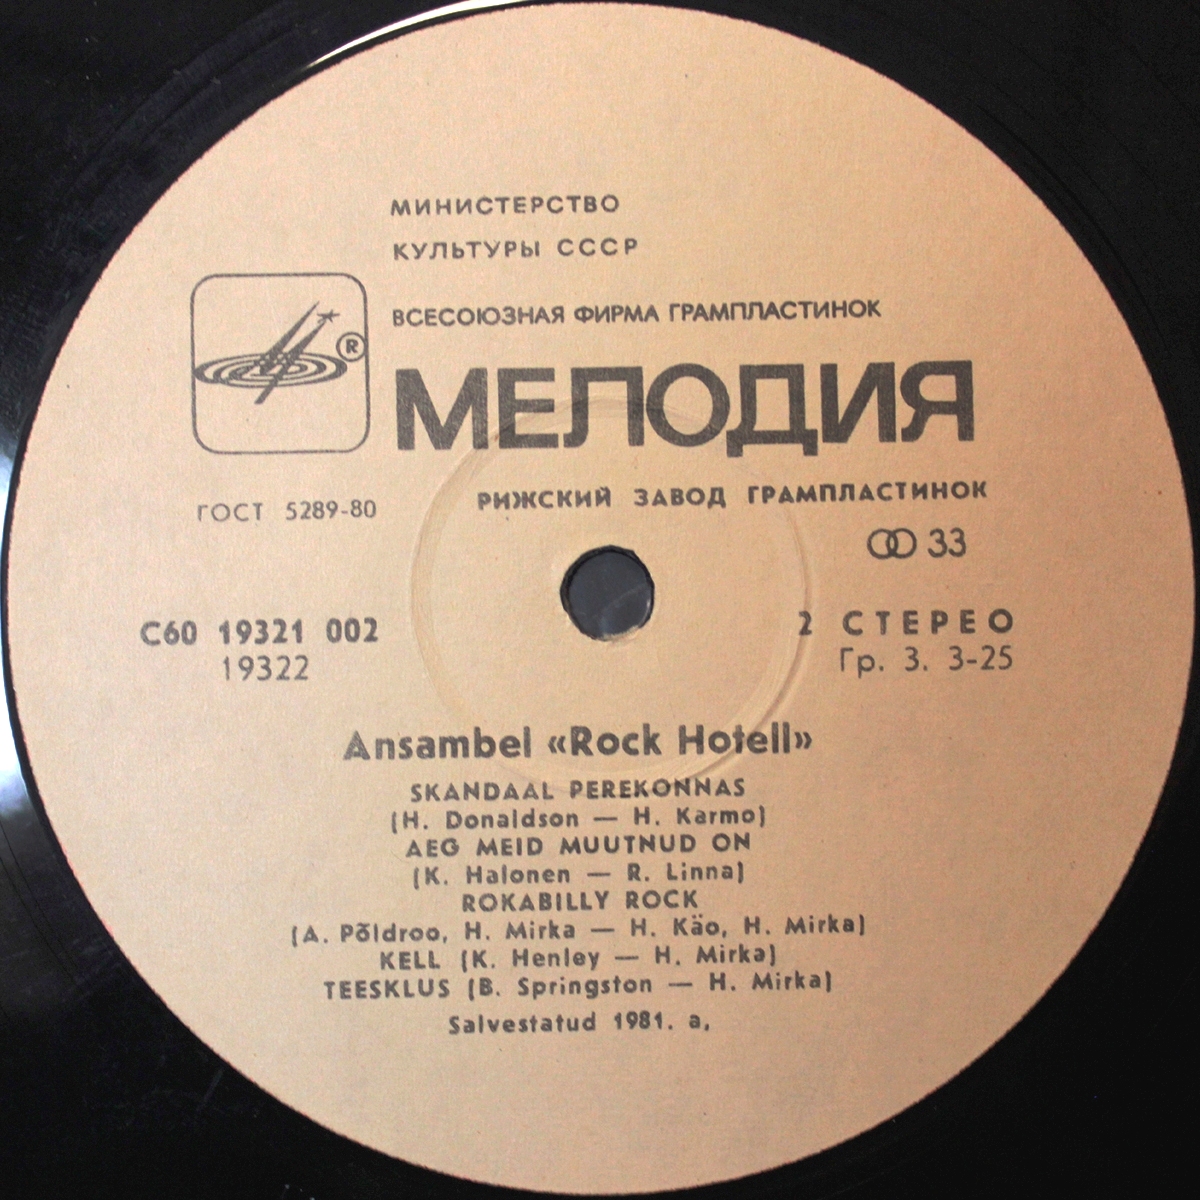 МИНИСТЕРСТВО
КУЛЬТУРЫ СССР
ВСЕСОЮЗНАЯ ФИРМА ГРАМПЛАСТИНОК
®
МЕЛОДИЯ
ГОСТ 5289-80
РИЖСКИЙ ЗАВОД ГРАМПЛАСТИНОК
33
С60 19321 002
2 СТЕРЕО
19322
Гр. 3. 3-25
Ansambel «Rock Hotell»
SKANDAAL PEREKONNAS
(H. Donaldson — H. Karmo)
AEG MEID MUUTNUD ON
(K. Halonen — R. Linna)
ROKABILLY ROCK
(A. Põldroo, H. Mirka — H. Käo, H. Mirka)
KELL (K. Henley — H. Mirka)
TEESKLUS (B. Springston — H. Mirka)
Salvestatud 1981. a,